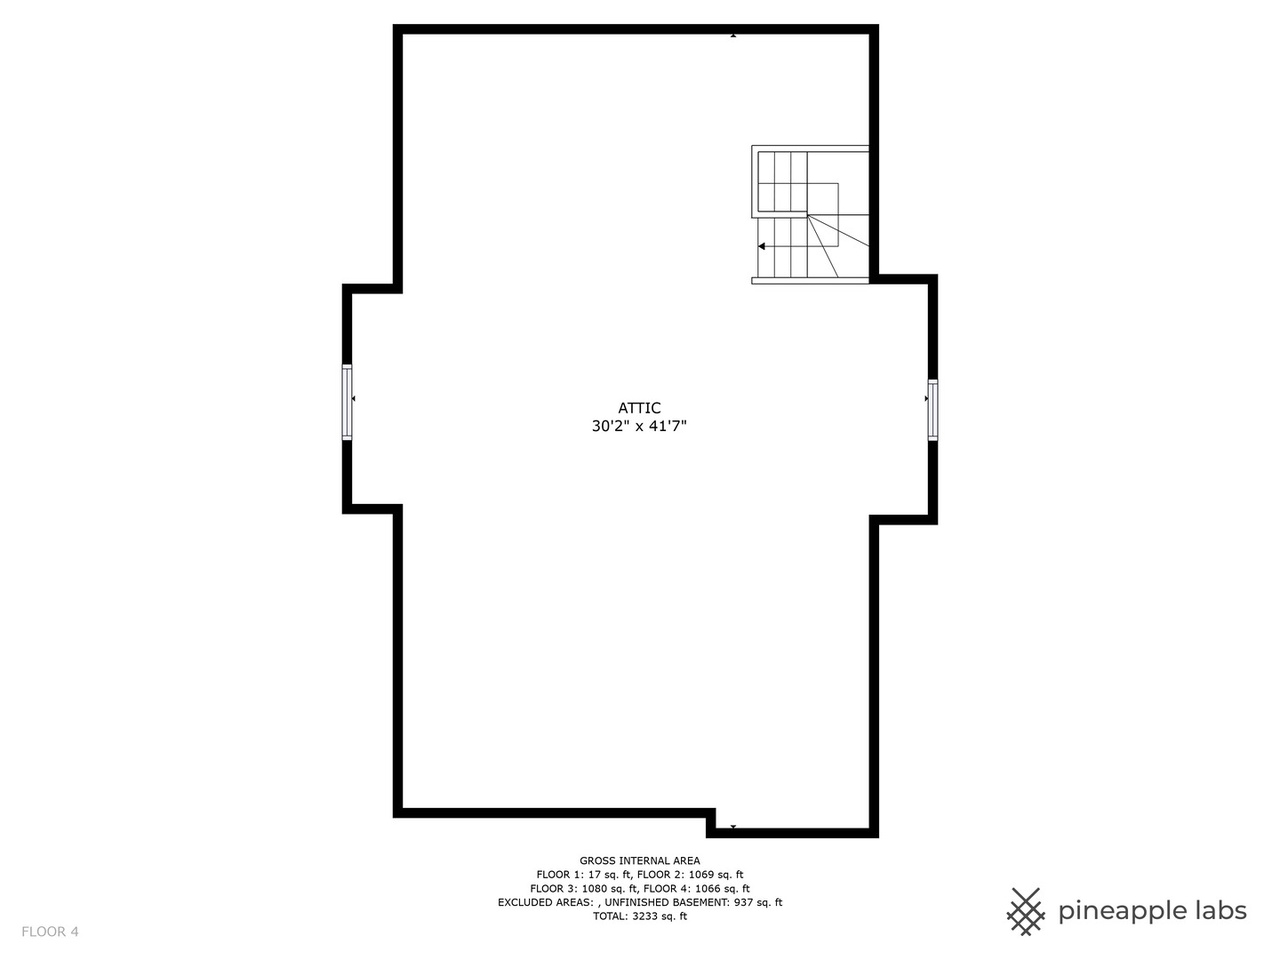 ATTIC
30'2" x 41'7"
GROSS INTERNAL AREA
FLOOR 1: 17 sq. ft, FLOOR 2: 1069 sq. ft
FLOOR 3: 1080 sq. ft, FLOOR 4: 1066 sq. ft
EXCLUDED AREAS: , UNFINISHED BASEMENT: 937 sq. ft
TOTAL: 3233 sq. ft
FLOOR 4
pineapple labs